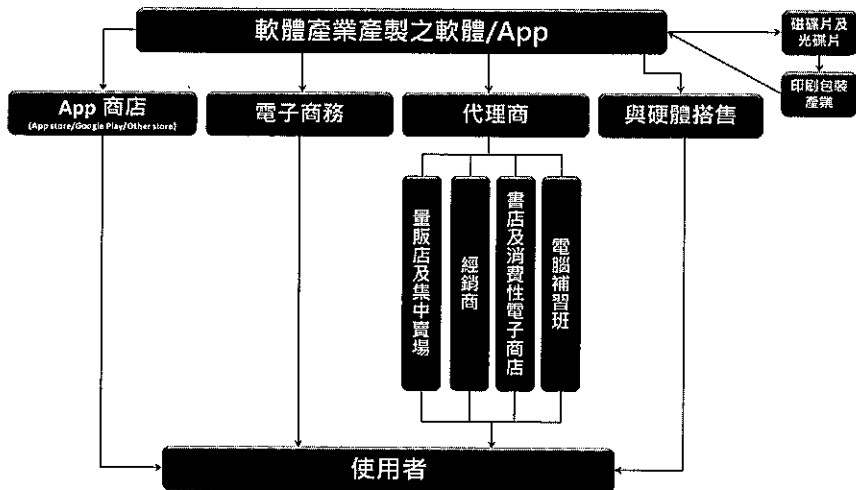 軟體產業產製之軟體/App
磁碟片及
光碟片
印刷包裝
產業
App 商店
(App store/Google Play/Other store)
電子商務
代理商
與硬體搭售
量販店及集中賣場
經銷商
書店及消費性電子商店
電腦補習班
使用者